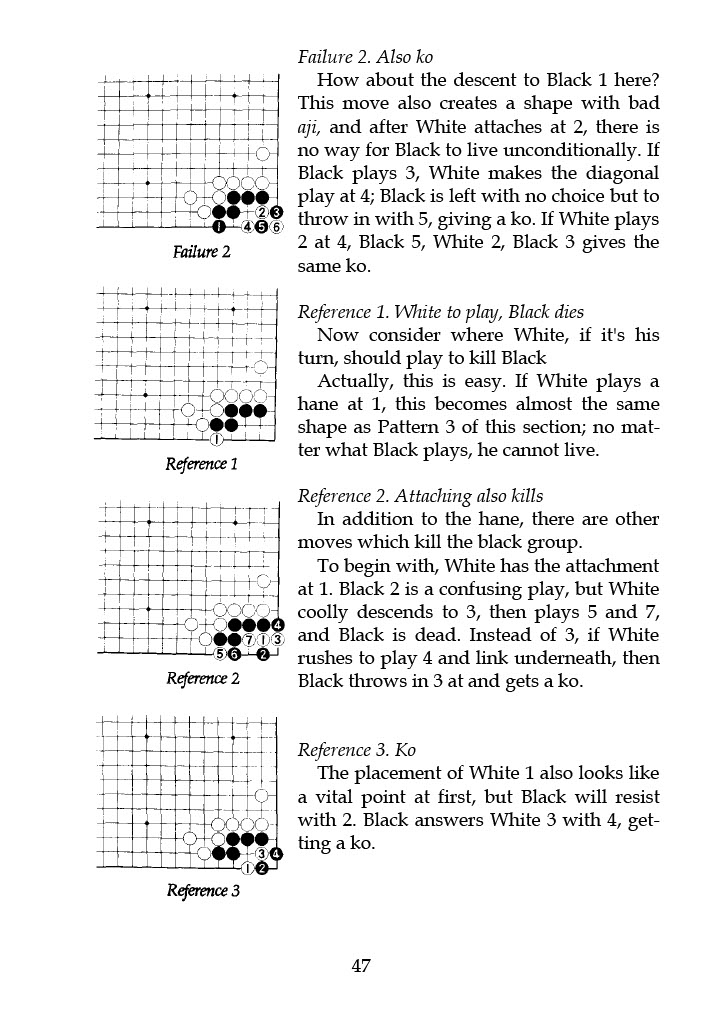 Failure 2. Also ko
How about the descent to Black 1 here?
This move also creates a shape with bad
aji, and after White attaches at 2, there is
no way for Black to live unconditionally. If
Black plays 3, White makes the diagonal
play at 4; Black is left with no choice but to
throw in with 5, giving a ko. If White plays
2 at 4, Black 5, White 2, Black 3 gives the
same ko.
2 3
1 4 5 6
Failure 2
Reference 1. White to play, Black dies
Now consider where White, if it's his
turn, should play to kill Black
Actually, this is easy. If White plays a
hane at 1, this becomes almost the same
shape as Pattern 3 of this section; no mat-
ter what Black plays, he cannot live.
1
Reference 1
Reference 2. Attaching also kills
In addition to the hane, there are other
moves which kill the black group.
To begin with, White has the attachment
at 1. Black 2 is a confusing play, but White
coolly descends to 3, then plays 5 and 7,
and Black is dead. Instead of 3, if White
rushes to play 4 and link underneath, then
Black throws in 3 at and gets a ko.
4
7 1 3
5 6 2
Reference 2
Reference 3. Ko
The placement of White 1 also looks like
a vital point at first, but Black will resist
with 2. Black answers White 3 with 4, get-
ting a ko.
3 4
1 2
Reference 3
47